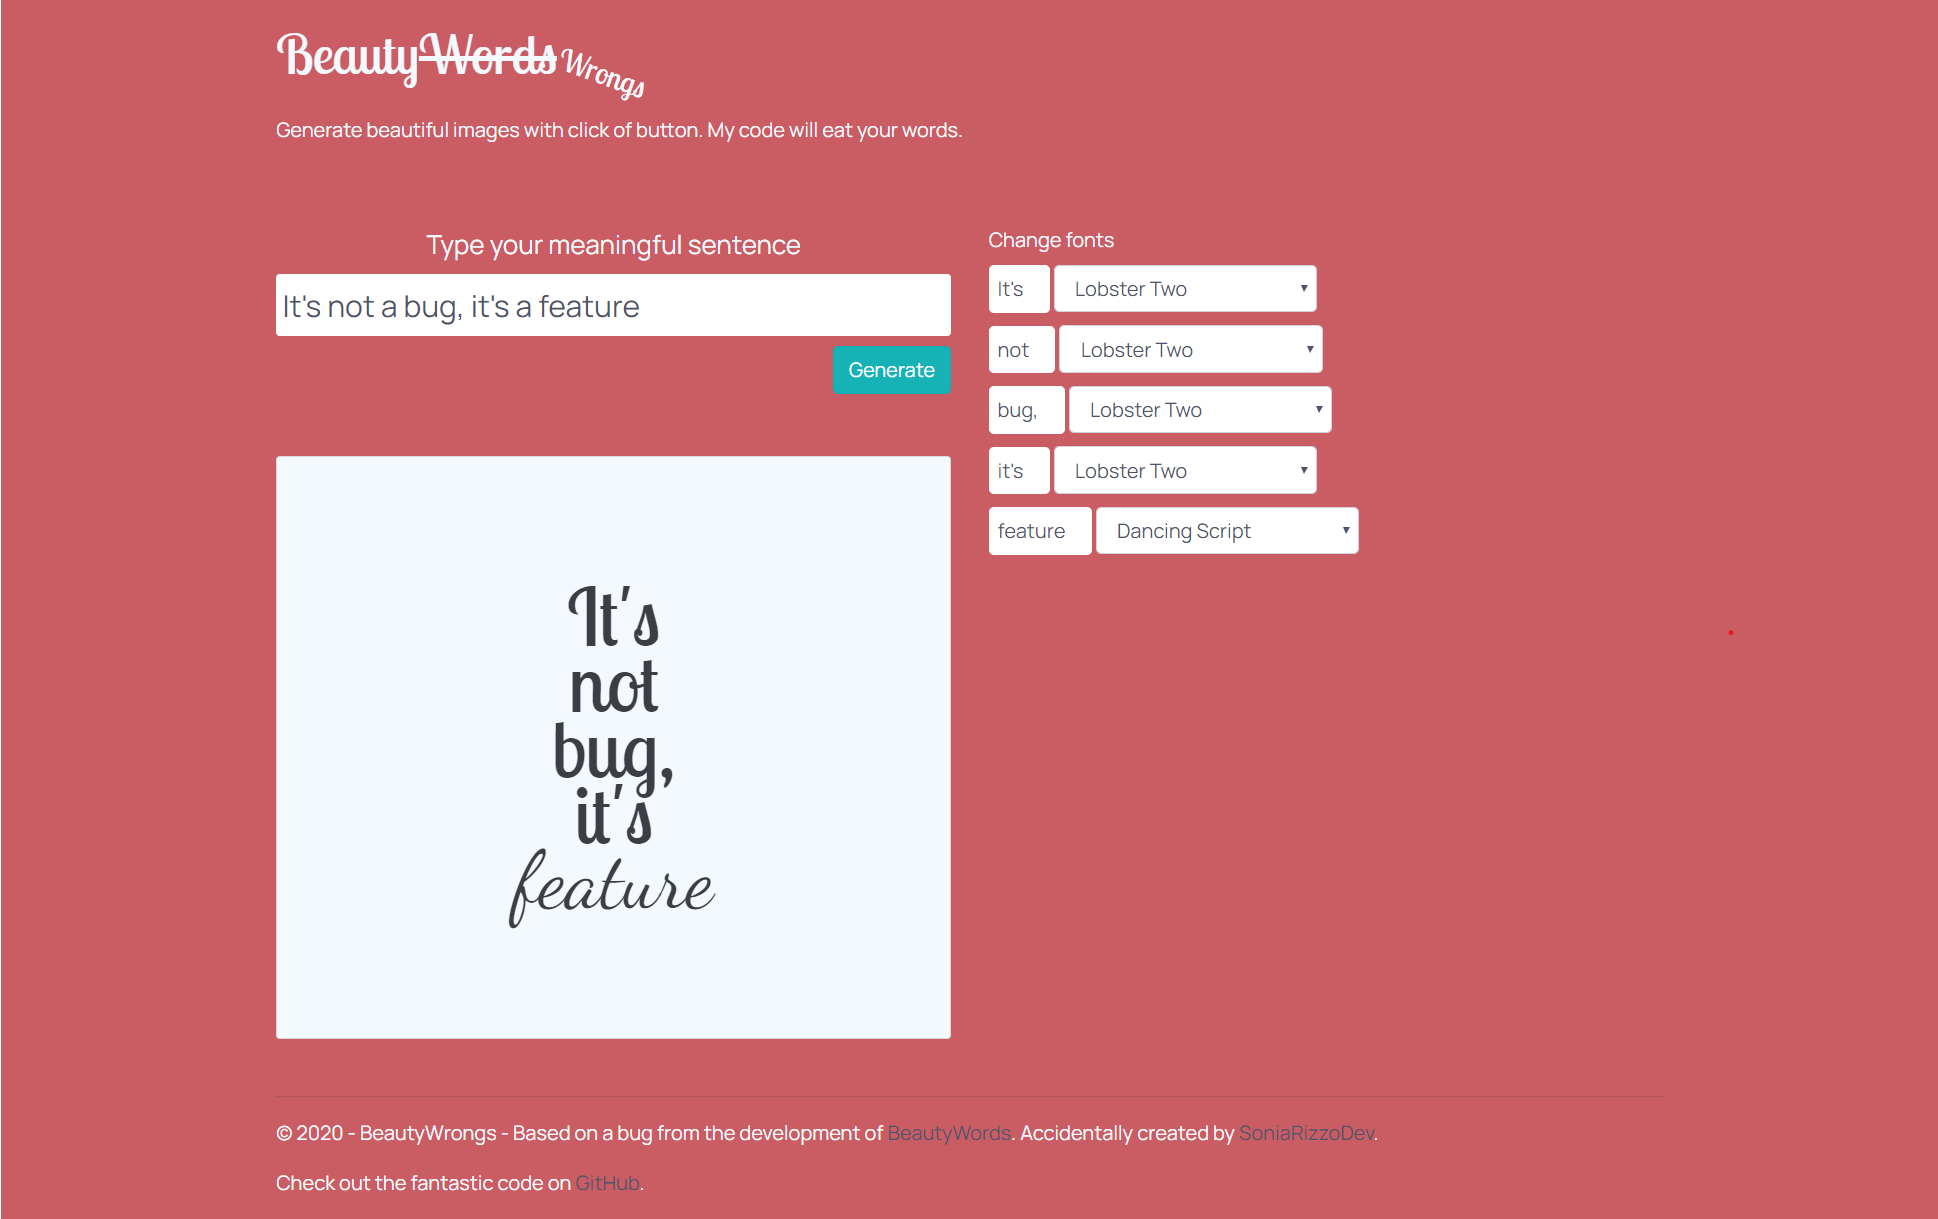 BeautyWords Wrongs
Generate beautiful images with click of button. My code will eat your words.
Type your meaningful sentence
It's not a bug, it's a feature
Generate
Change fonts
It's Lobster Two
not Lobster Two
bug, Lobster Two
it's Lobster Two
feature Dancing Script
It's
not
bug,
it's
feature
© 2020 - BeautyWrongs - Based on a bug from the development of BeautyWords. Accidentally created by SoniaRizzoDev.
Check out the fantastic code on GitHub.